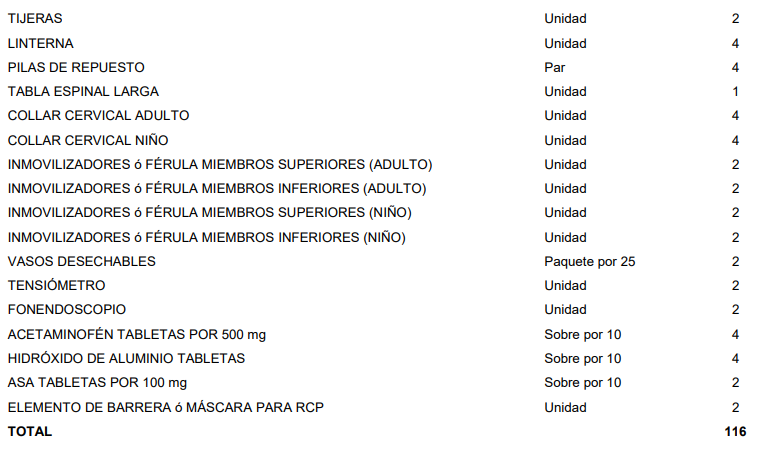 TIJERAS Unidad 2
LINTERNA Unidad 4
PILAS DE REPUESTO Par 4
TABLA ESPINAL LARGA Unidad 1
COLLAR CERVICAL ADULTO Unidad 4
COLLAR CERVICAL NIÑO Unidad 4
INMOVILIZADORES ó FÉRULA MIEMBROS SUPERIORES (ADULTO) Unidad 2
INMOVILIZADORES ó FÉRULA MIEMBROS INFERIORES (ADULTO) Unidad 2
INMOVILIZADORES ó FÉRULA MIEMBROS SUPERIORES (NIÑO) Unidad 2
INMOVILIZADORES ó FÉRULA MIEMBROS INFERIORES (NIÑO) Unidad 2
VASOS DESECHABLES Paquete por 25 2
TENSIÓMETRO Unidad 2
FONENDOSCOPIO Unidad 2
ACETAMINOFÉN TABLETAS POR 500 mg Sobre por 10 4
HIDRÓXIDO DE ALUMINIO TABLETAS Sobre por 10 4
ASA TABLETAS POR 100 mg Sobre por 10 2
ELEMENTO DE BARRERA ó MÁSCARA PARA RCP Unidad 2
TOTAL 116